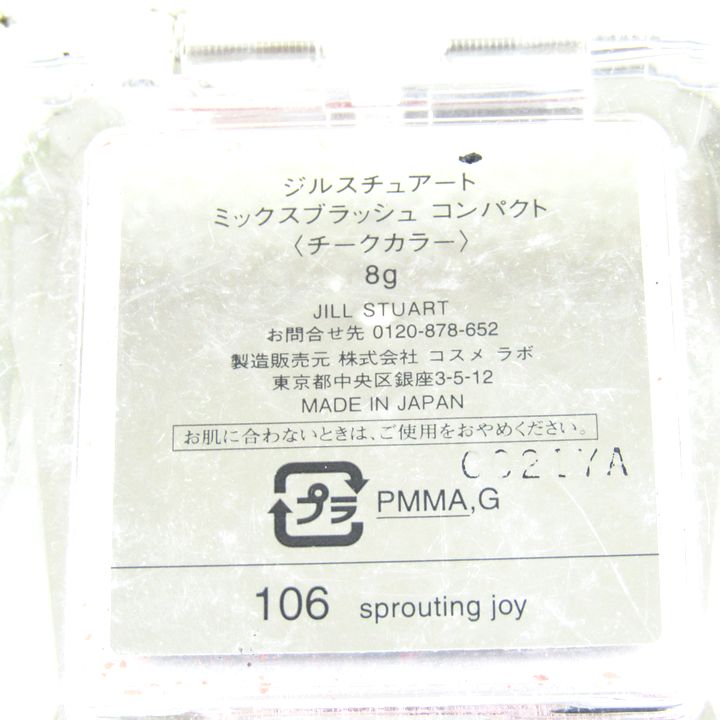 ジルスチュアート
ミックスブラッシュ コンパクト
〈チークカラー〉
8g
JILL STUART
お問合せ先 0120-878-652
製造販売元 株式会社 コスメ ラボ
東京都中央区銀座3-5-12
MADE IN JAPAN
お肌に合わないときは、ご使用をおやめください。
プラ PMMA,G
106 sprouting joy